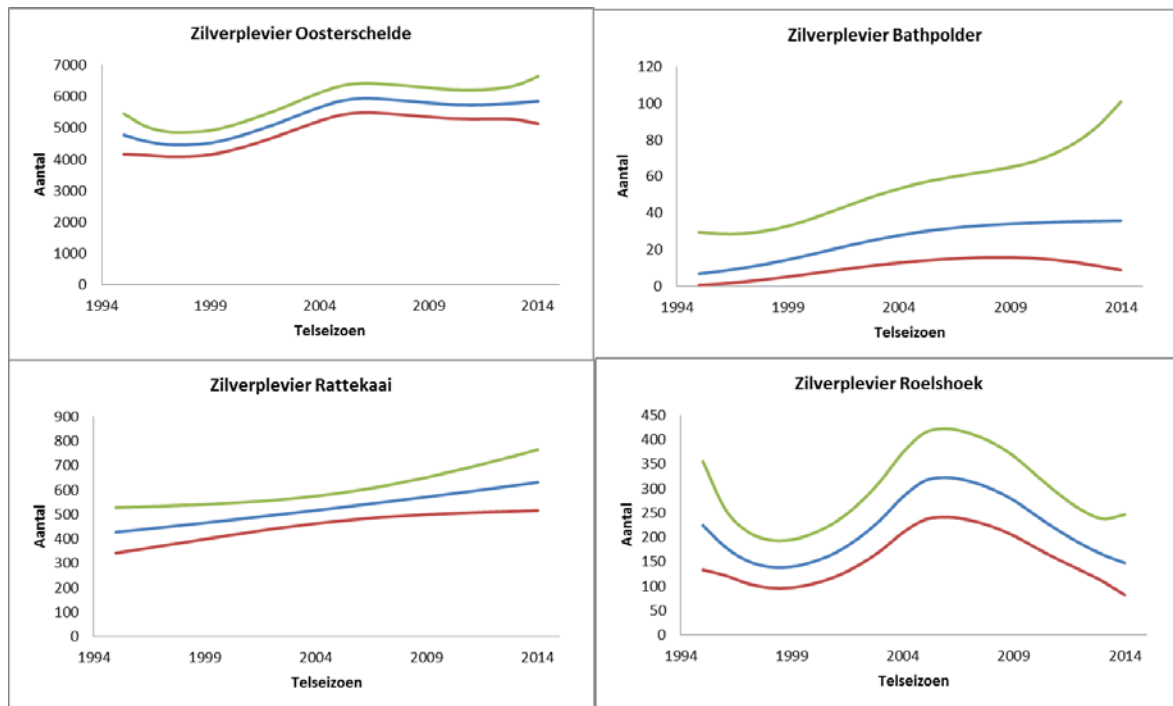 Zilverplevier Oosterschelde
7000
6000
5000
4000
3000
2000
1000
0
Aantal
1994 1999 2004 2009 2014
Telseizoen
Zilverplevier Bathpolder
120
100
80
60
40
20
0
Aantal
1994 1999 2004 2009 2014
Telseizoen
Zilverplevier Rattekaai
900
800
700
600
500
400
300
200
100
0
Aantal
1994 1999 2004 2009 2014
Telseizoen
Zilverplevier Roelshoek
450
400
350
300
250
200
150
100
50
0
Aantal
1994 1999 2004 2009 2014
Telseizoen